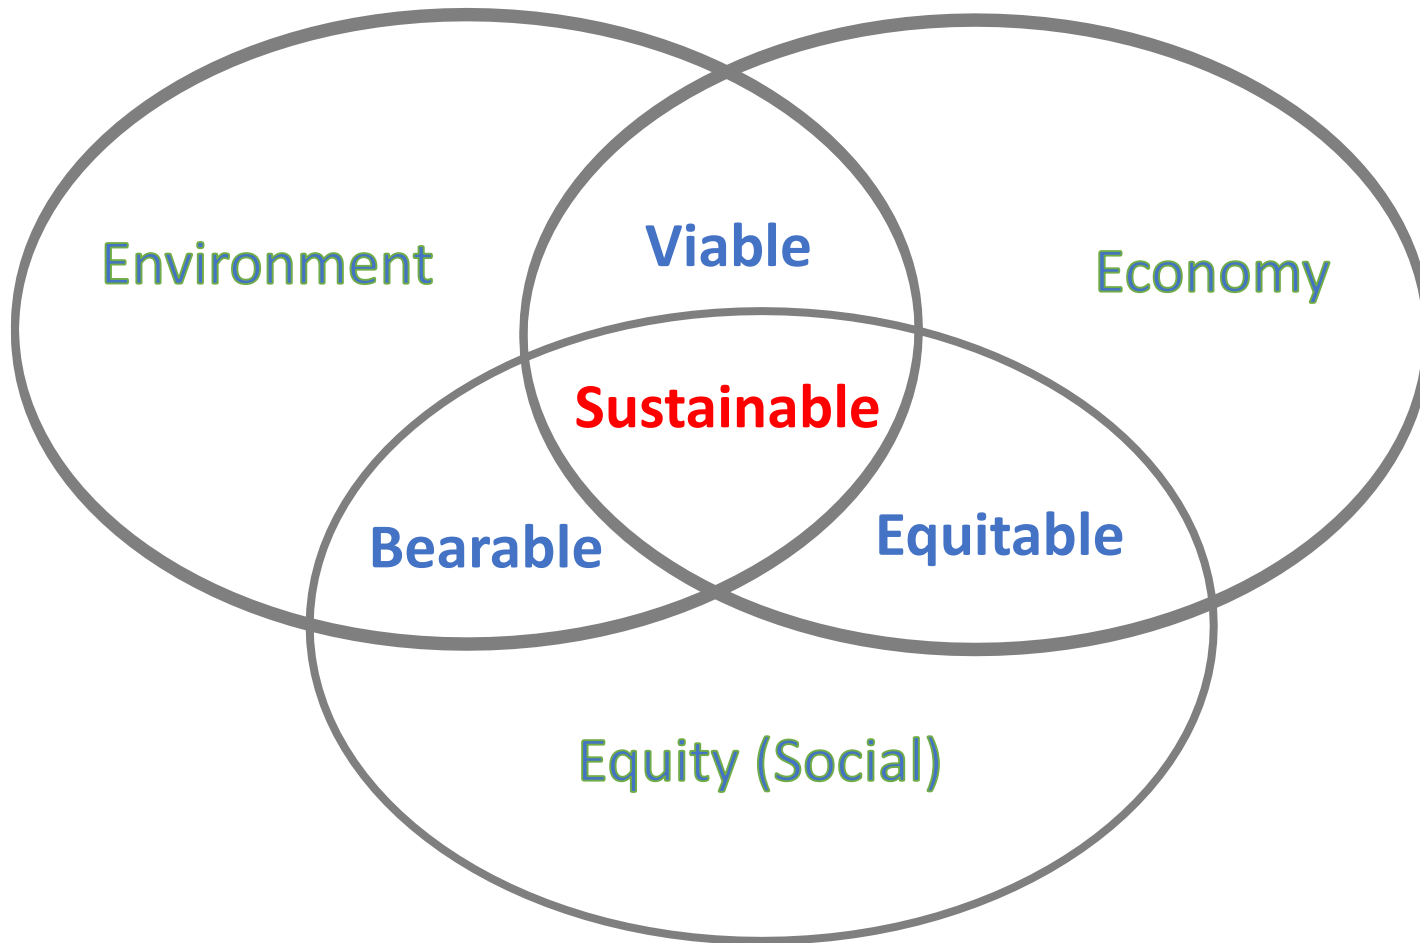 Viable
Environment
Economy
Sustainable
Bearable
Equitable
Equity (Social)